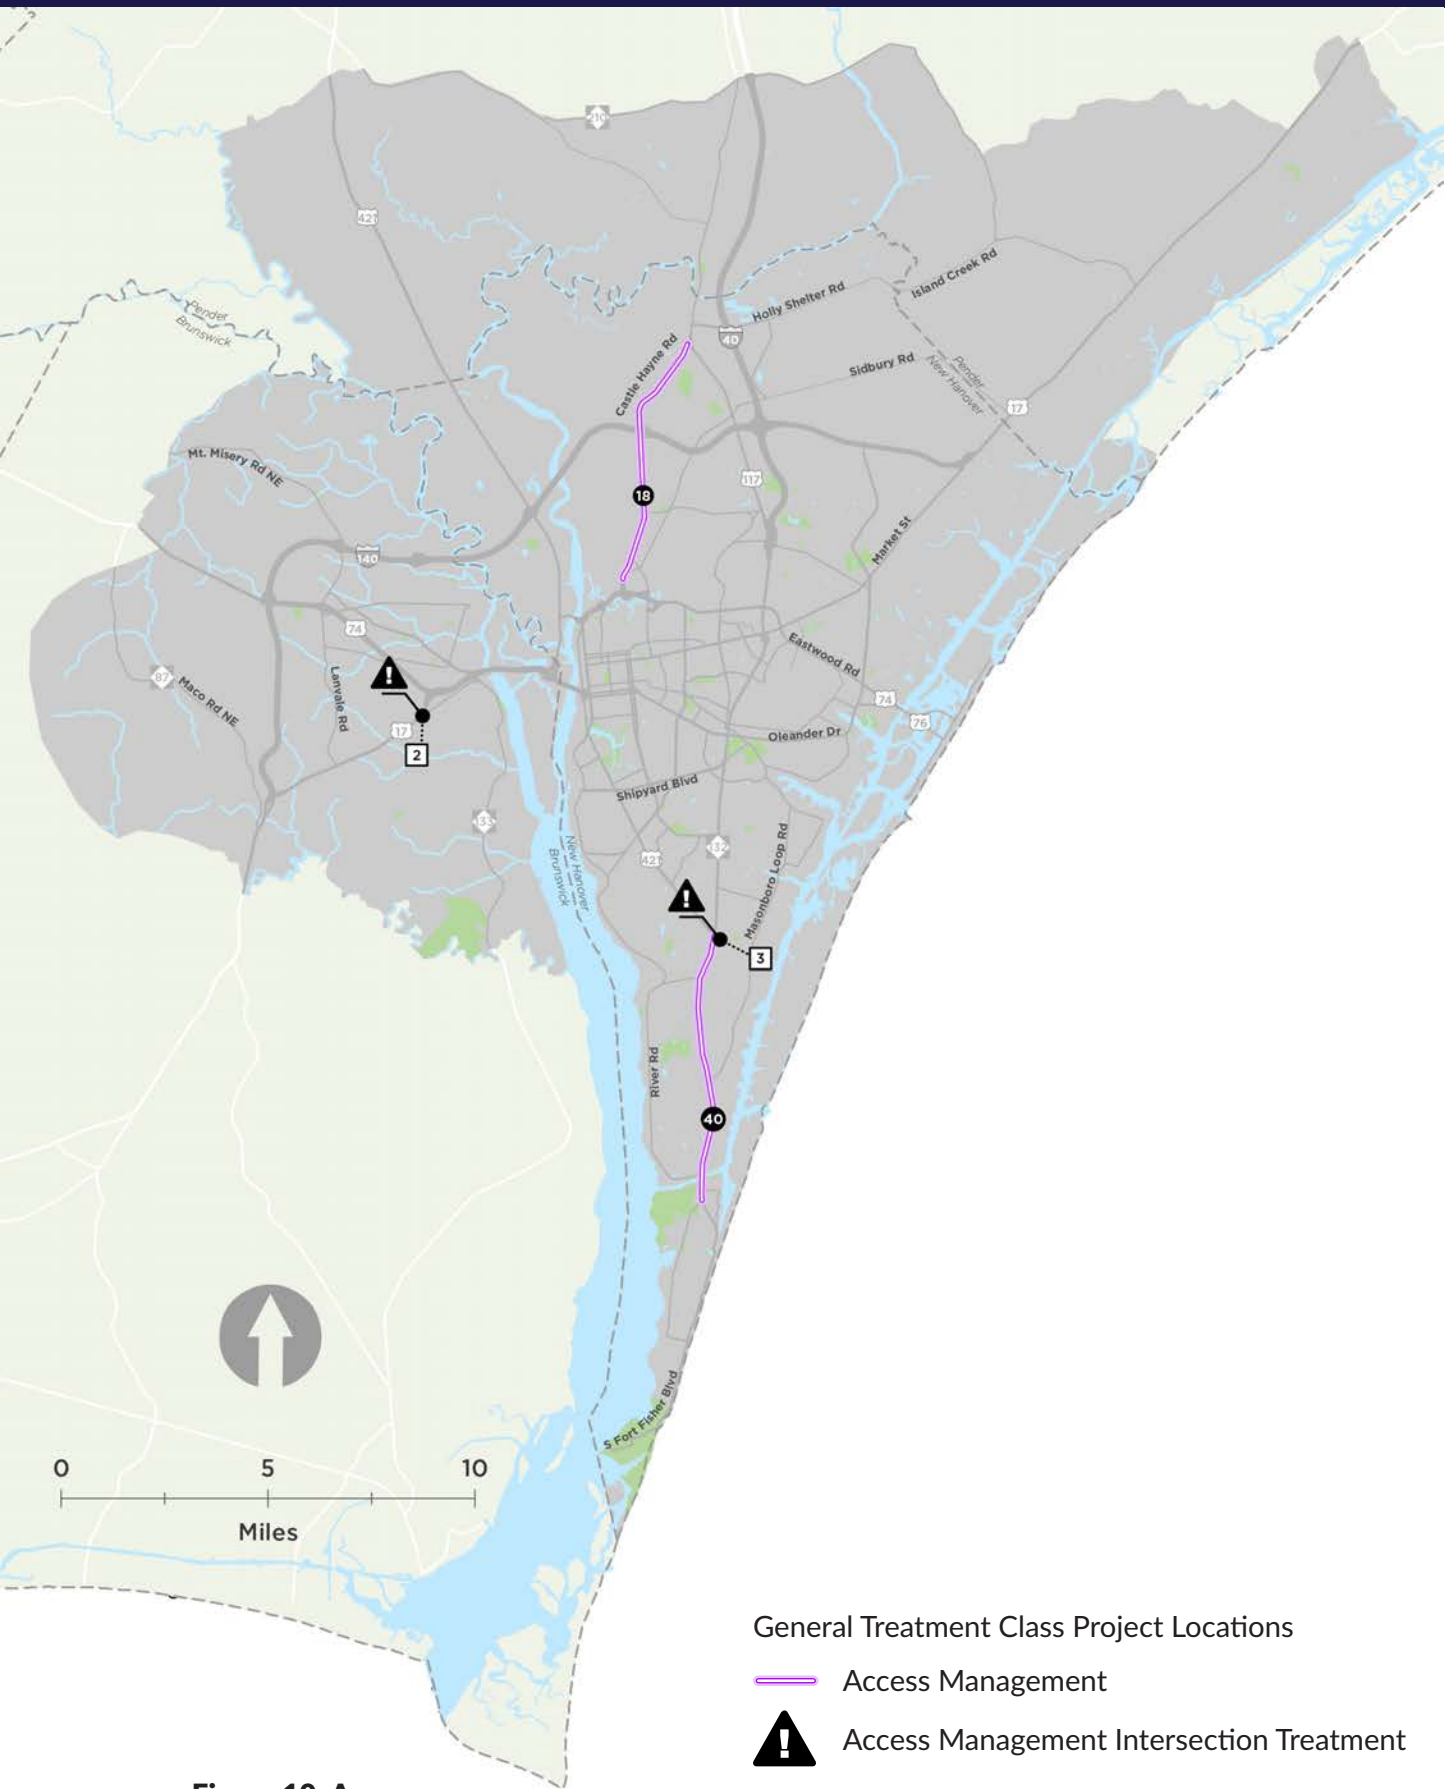 210
421
Holly Shelter Rd
Island Creek Rd
Pender
Brunswick
40
Castle Hayne Rd
Sidbury Rd
Pender
New Hanover
17
Mt. Misery Rd NE
117
18
Market St
140
74
Eastwood Rd
87
Maco Rd NE
Lanvale Rd
74
76
17
2
Oleander Dr
Shipyard Blvd
133
New Hanover
Brunswick
421
132
Masonboro Loop Rd
3
River Rd
40
S Fort Fisher Blvd
0 5 10
Miles
General Treatment Class Project Locations
Access Management
Access Management Intersection Treatment